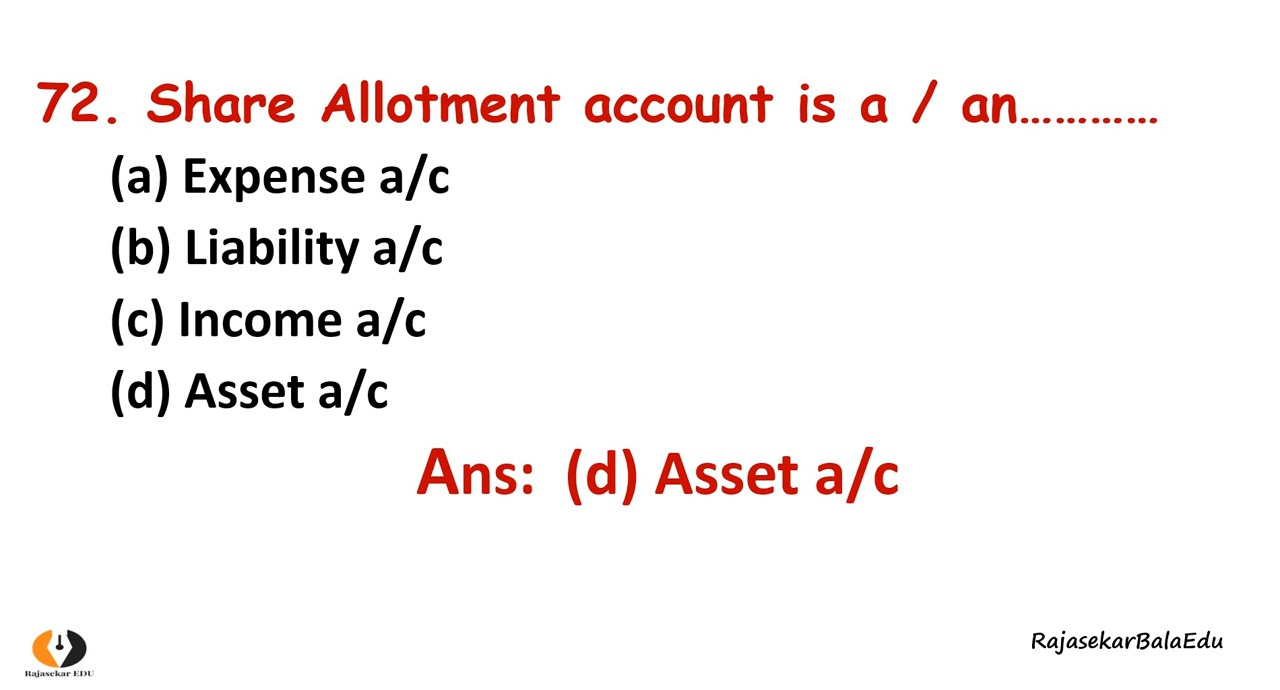 72. Share Allotment account is a / an…………
(a) Expense a/c
(b) Liability a/c
(c) Income a/c
(d) Asset a/c
Ans: (d) Asset a/c
RajasekarBalaEdu
Rajasekar EDU